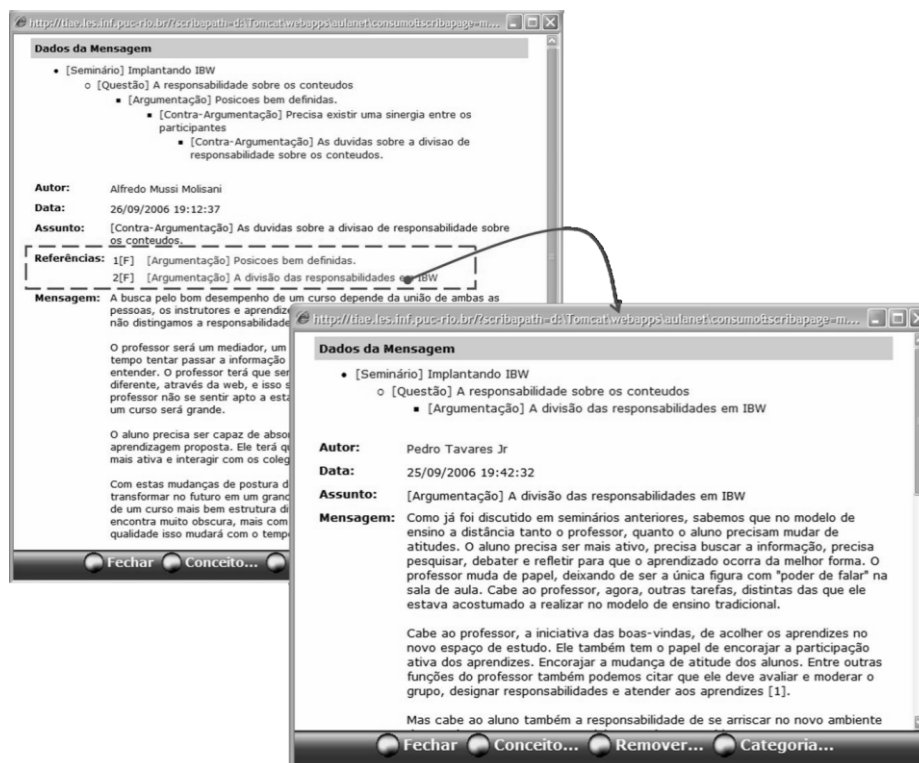 http://tiae.les.inf.puc-rio.br/?scribapath=d:\Tomcat\webapps\aulanet\consumo&scribapage=m...
Dados da Mensagem
• [Seminário] Implantando IBW
o [Questão] A responsabilidade sobre os conteudos
▪ [Argumentação] Posicoes bem definidas.
▪ [Contra-Argumentação] Precisa existir uma sinergia entre os
participantes
▪ [Contra-Argumentação] As duvidas sobre a divisao de
responsabilidade sobre os conteudos.
Autor: Alfredo Mussi Molisani
Data: 26/09/2006 19:12:37
Assunto: [Contra-Argumentação] As duvidas sobre a divisao de responsabilidade sobre
os conteudos.
Referências: 1[F] [Argumentação] Posicoes bem definidas.
2[F] [Argumentação] A divisão das responsabilidades em IBW
Mensagem: A busca pelo bom desempenho de um curso depende da união de ambas as
pessoas, os instrutores e aprendize
não distingamos a responsabilidade
O professor será um mediador, um
tempo tentar passar a informação
entender. O professor terá que ser
diferente, através da web, e isso s
professor não se sentir apto a esta
um curso será grande.
O aluno precisa ser capaz de absor
aprendizagem proposta. Ele terá qu
mais ativa e interagir com os coleg
Com estas mudanças de postura d
transformar no futuro em um grand
de um curso mais bem estrutura di
encontra muito obscura, mais com
qualidade isso mudará com o tempo
Fechar Conceito...
http://tiae.les.inf.puc-rio.br/?scribapath=d:\Tomcat\webapps\aulanet\consumo&scribapage=m...
Dados da Mensagem
• [Seminário] Implantando IBW
o [Questão] A responsabilidade sobre os conteudos
▪ [Argumentação] A divisão das responsabilidades em IBW
Autor: Pedro Tavares Jr
Data: 25/09/2006 19:42:32
Assunto: [Argumentação] A divisão das responsabilidades em IBW
Mensagem: Como já foi discutido em seminários anteriores, sabemos que no modelo de
ensino a distância tanto o professor, quanto o aluno precisam mudar de
atitudes. O aluno precisa ser mais ativo, precisa buscar a informação, precisa
pesquisar, debater e refletir para que o aprendizado ocorra da melhor forma. O
professor muda de papel, deixando de ser a única figura com "poder de falar" na
sala de aula. Cabe ao professor, agora, outras tarefas, distintas das que ele
estava acostumado a realizar no modelo de ensino tradicional.
Cabe ao professor, a iniciativa das boas-vindas, de acolher os aprendizes no
novo espaço de estudo. Ele também tem o papel de encorajar a participação
ativa dos aprendizes. Encorajar a mudança de atitude dos alunos. Entre outras
funções do professor também podemos citar que ele deve avaliar e moderar o
grupo, designar responsabilidades e atender aos aprendizes [1].
Mas cabe ao aluno também a responsabilidade de se arriscar no novo ambiente
Fechar Conceito... Remover... Categoria...